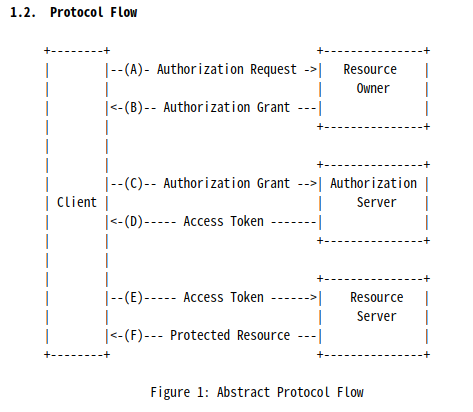 1.2.  Protocol Flow
+--------+                               +---------------+
|        |--(A)- Authorization Request ->|   Resource    |
|        |                               |     Owner     |
|        |<-(B)-- Authorization Grant ---|               |
|        |                               +---------------+
|        |
|        |                               +---------------+
|        |--(C)-- Authorization Grant -->| Authorization |
| Client |                               |     Server    |
|        |<-(D)----- Access Token -------|               |
|        |                               +---------------+
|        |
|        |                               +---------------+
|        |--(E)----- Access Token ------>|    Resource   |
|        |                               |     Server    |
|        |<-(F)--- Protected Resource ---|               |
+--------+                               +---------------+
Figure 1: Abstract Protocol Flow